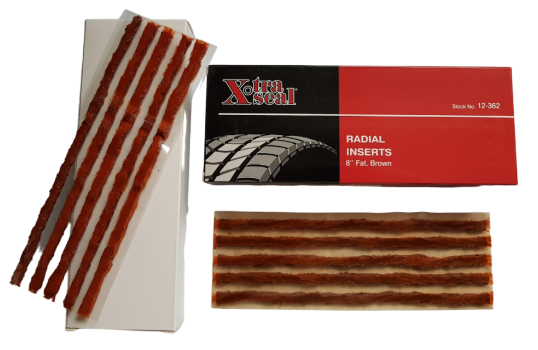 Xtra
seal
Stock No. 12-362
RADIAL
INSERTS
8" Fat, Brown